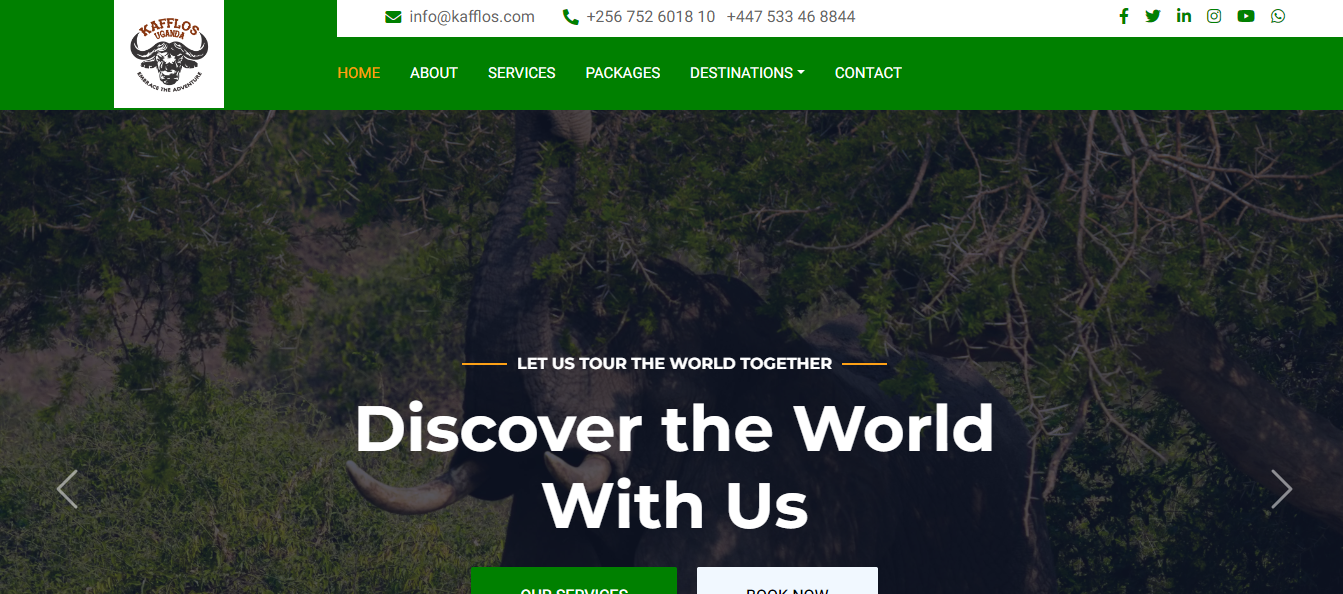 KAFFLOS
UGANDA
EMBRACE THE ADVENTURE
info@kafflos.com
+256 752 6018 10 +447 533 46 8844
HOME ABOUT SERVICES PACKAGES DESTINATIONS CONTACT
LET US TOUR THE WORLD TOGETHER
Discover the World
With Us
OUR SERVICES
BOOK NOW